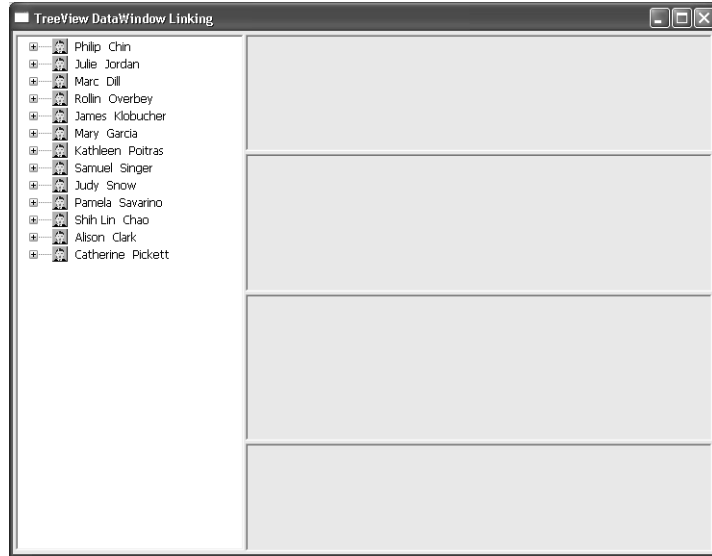 TreeView DataWindow Linking
Philip Chin
Julie Jordan
Marc Dill
Rollin Overbey
James Klobucher
Mary Garcia
Kathleen Poitras
Samuel Singer
Judy Snow
Pamela Savarino
Shih Lin Chao
Alison Clark
Catherine Pickett